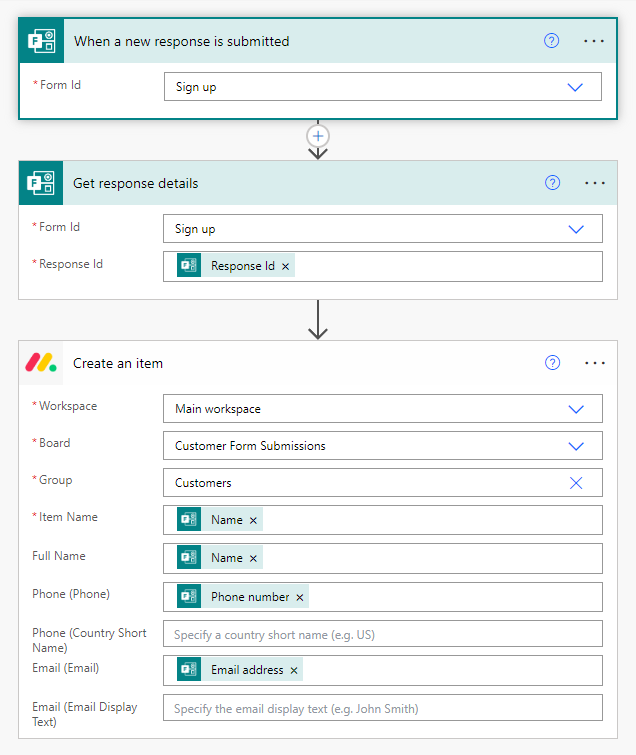 When a new response is submitted
* Form Id
Sign up
Get response details
* Form Id
Sign up
* Response Id
Response Id ×
Create an item
* Workspace
Main workspace
* Board
Customer Form Submissions
* Group
Customers
* Item Name
Name ×
Full Name
Name ×
Phone (Phone)
Phone number ×
Phone (Country Short
Name)
Specify a country short name (e.g. US)
Email (Email)
Email address ×
Email (Email Display
Text)
Specify the email display text (e.g. John Smith)